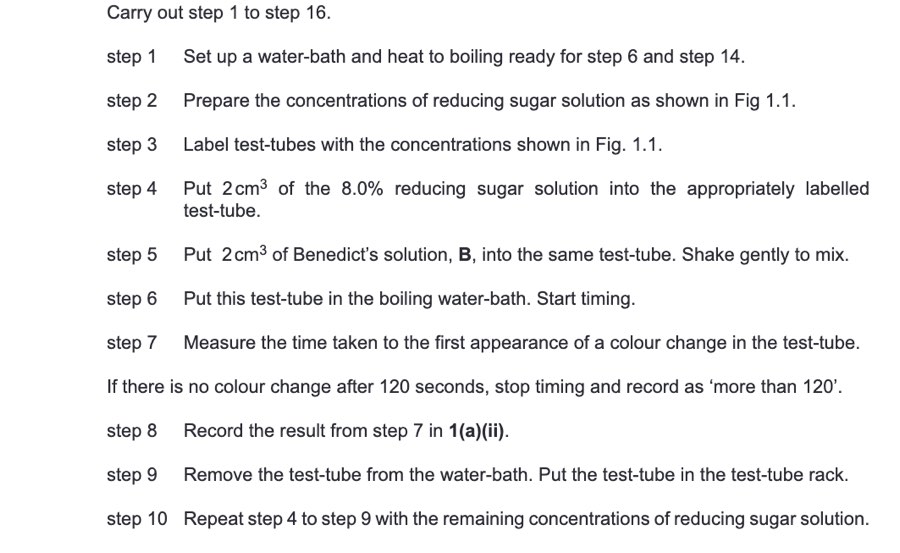 Carry out step 1 to step 16.
step 1 Set up a water-bath and heat to boiling ready for step 6 and step 14.
step 2 Prepare the concentrations of reducing sugar solution as shown in Fig 1.1.
step 3 Label test-tubes with the concentrations shown in Fig. 1.1.
step 4 Put 2 cm³ of the 8.0% reducing sugar solution into the appropriately labelled
test-tube.
step 5 Put 2 cm³ of Benedict's solution, B, into the same test-tube. Shake gently to mix.
step 6 Put this test-tube in the boiling water-bath. Start timing.
step 7 Measure the time taken to the first appearance of a colour change in the test-tube.
If there is no colour change after 120 seconds, stop timing and record as 'more than 120'.
step 8 Record the result from step 7 in 1(a)(ii).
step 9 Remove the test-tube from the water-bath. Put the test-tube in the test-tube rack.
step 10 Repeat step 4 to step 9 with the remaining concentrations of reducing sugar solution.